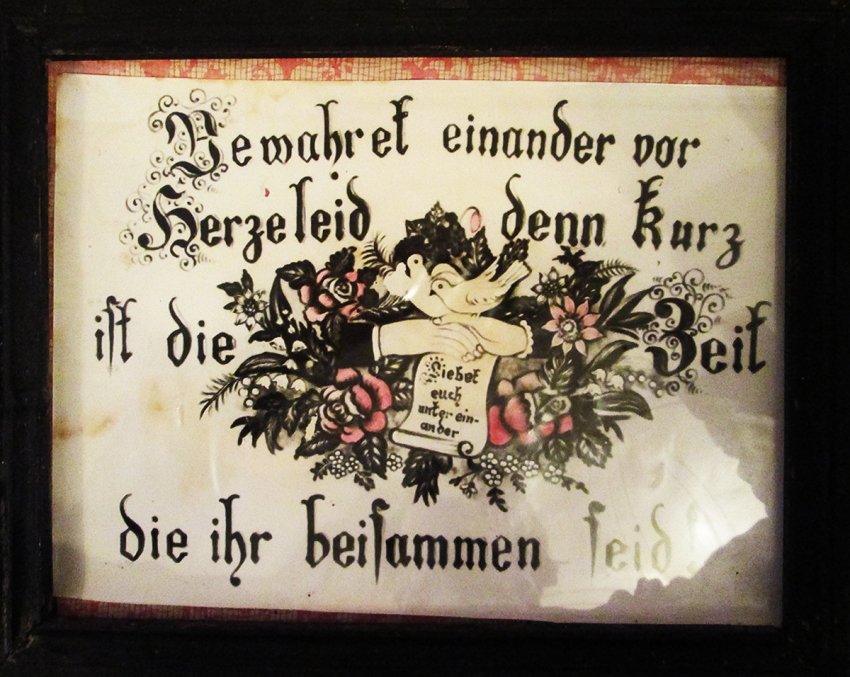 Bewahret einander vor
Herzeleid denn kurz
ist die Zeit
Liebet
euch
unter ein-
ander
die ihr beisammen seid!